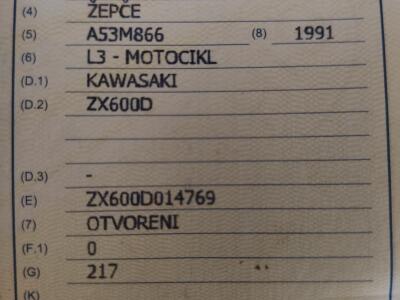 (4) ŽEPČE
(5) A53M866 (8) 1991
(6) L3 - MOTOCIKL
(D.1) KAWASAKI
(D.2) ZX600D
(D.3) -
(E) ZX600D014769
(7) OTVORENI
(F.1) 0
(G) 217
(K)